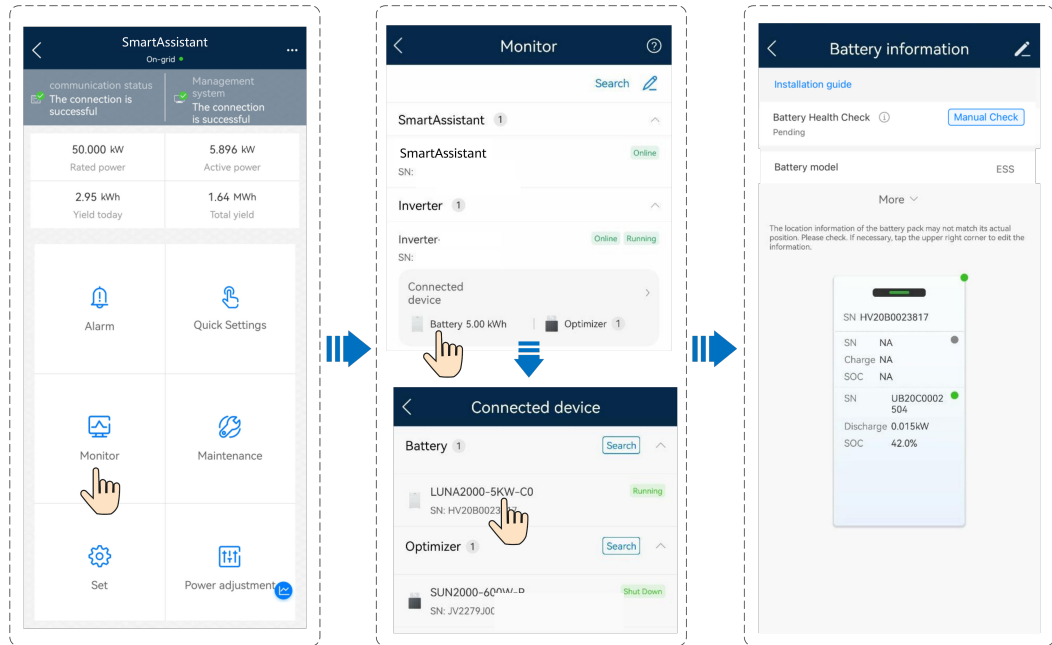 SmartAssistant
On-grid
communication status
The connection is
successful
Management
system
The connection
is successful
50.000 kW
Rated power
5.896 kW
Active power
2.95 kWh
Yield today
1.64 MWh
Total yield
Alarm
Quick Settings
Monitor
Maintenance
Set
Power adjustment
Monitor
Search
SmartAssistant 1
SmartAssistant
Online
SN:
Inverter 1
Inverter-
Online Running
SN:
Connected
device
Battery 5.00 kWh
Optimizer 1
Connected device
Battery 1
Search
LUNA2000-5KW-C0
Running
SN: HV20B0023
Optimizer 1
Search
SUN2000-600W-P
Shut Down
SN: JV2279J00
Battery information
Installation guide
Battery Health Check
Manual Check
Pending
Battery model
ESS
More
The location information of the battery pack may not match its actual
position. Please check. If necessary, tap the upper right corner to edit the
information.
SN HV20B0023817
SN NA
Charge NA
SOC NA
SN UB20C0002
504
Discharge 0.015kW
SOC 42.0%